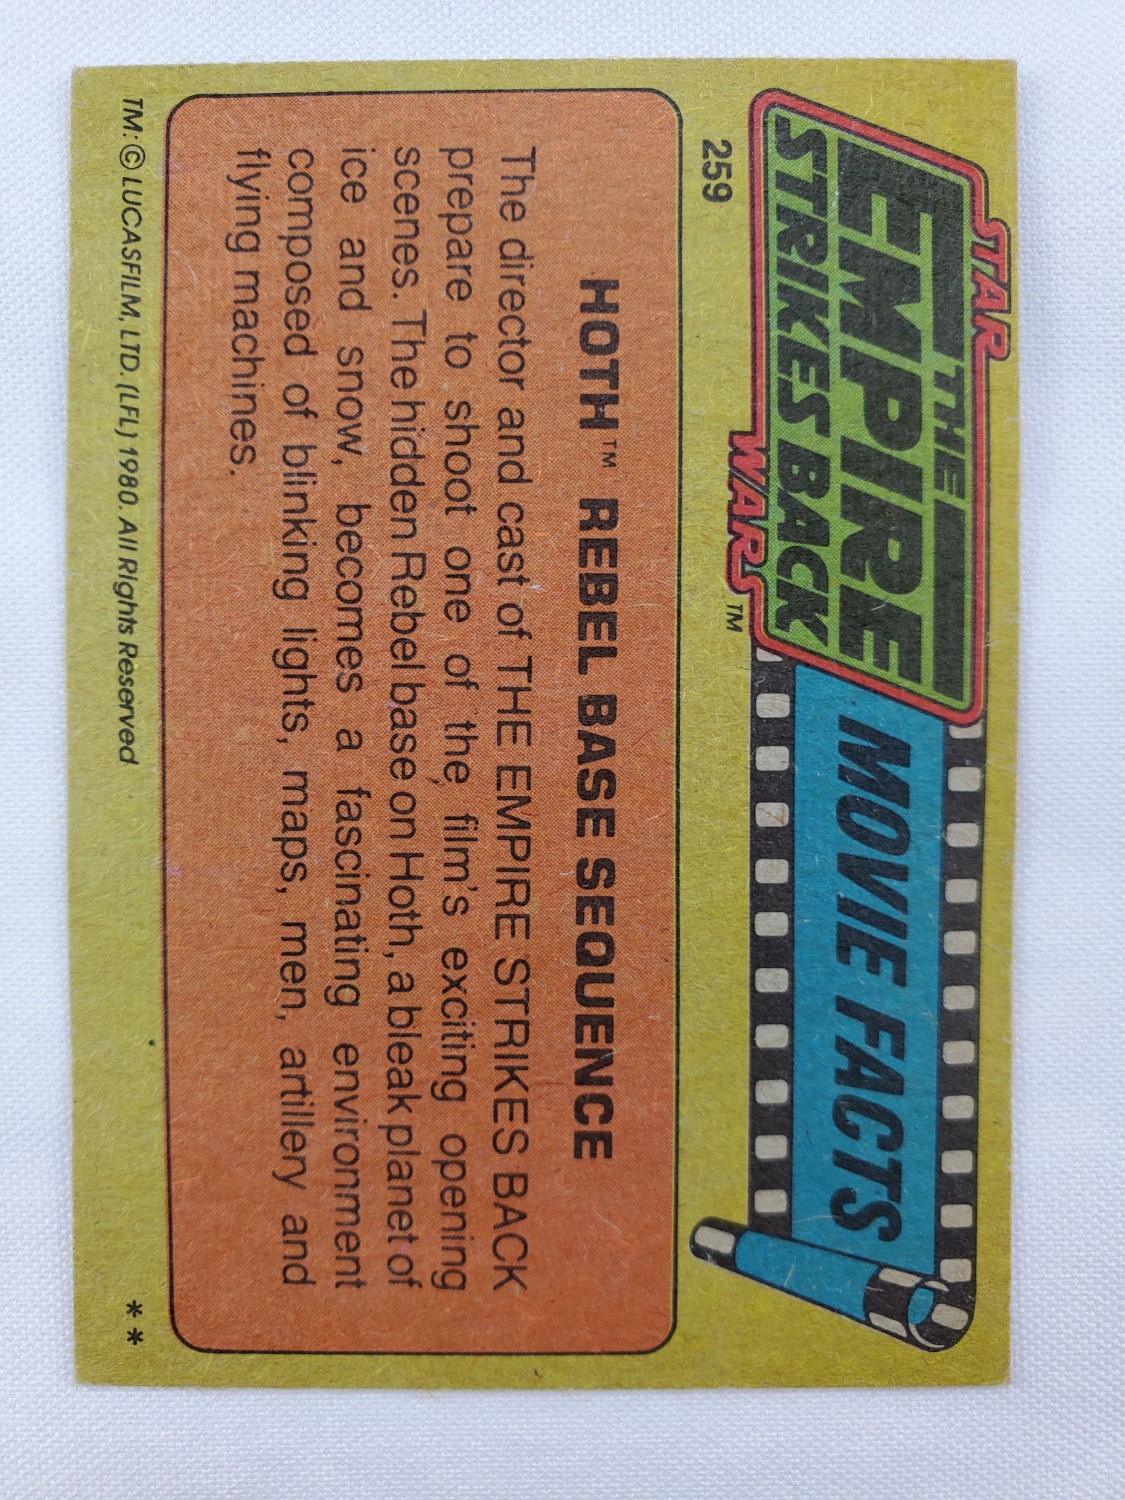 STAR
THE
EMPIRE
STRIKES BACK
WARS™
MOVIE FACTS
259
HOTH™ REBEL BASE SEQUENCE
The director and cast of THE EMPIRE STRIKES BACK
prepare to shoot one of the film's exciting opening
scenes. The hidden Rebel base on Hoth, a bleak planet of
ice and snow, becomes a fascinating environment
composed of blinking lights, maps, men, artillery and
flying machines.
TM: © LUCASFILM, LTD. (LFL) 1980. All Rights Reserved
**